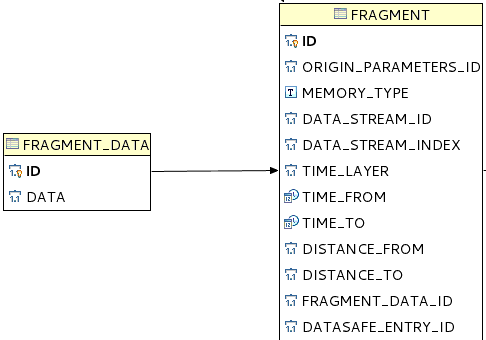 FRAGMENT
ID
ORIGIN_PARAMETERS_ID
MEMORY_TYPE
DATA_STREAM_ID
DATA_STREAM_INDEX
TIME_LAYER
TIME_FROM
TIME_TO
DISTANCE_FROM
DISTANCE_TO
FRAGMENT_DATA_ID
DATASAFE_ENTRY_ID
FRAGMENT_DATA
ID
DATA